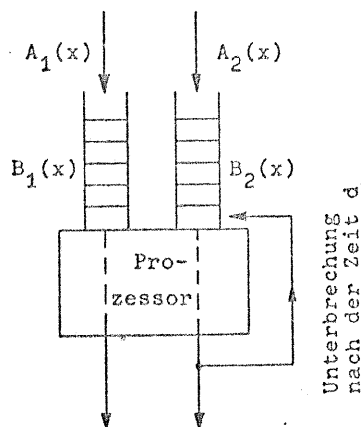 A₁(x) A₂(x)
B₁(x) B₂(x)
Pro-
zessor
Unterbrechung
nach der Zeit d